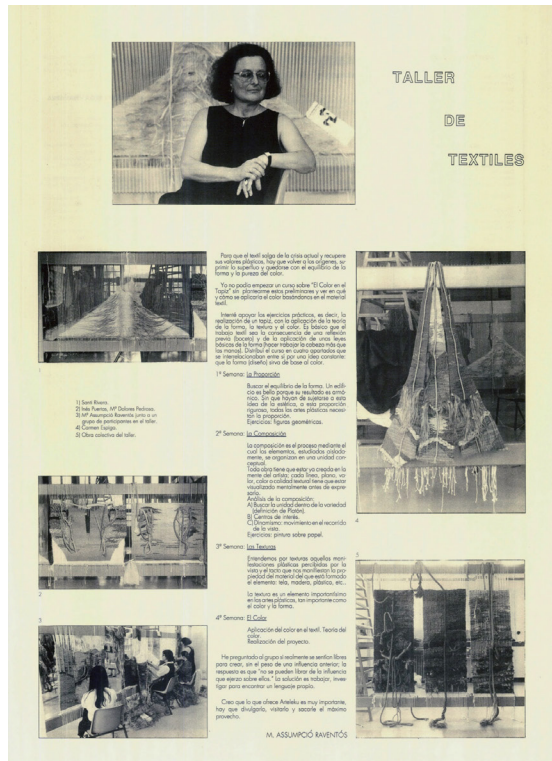 TALLER
DE
TEXTILES
Para que el textil salga de la crisis actual y recupere
sus valores plásticos, hay que volver a los orígenes, su-
primir lo superfluo y quedarse con el equilibrio de la
forma y la pureza del color.
Yo no podía empezar un curso sobre "El Color en el
Tapiz" sin plantearme estos preliminares y ver en qué
y cómo se aplicaría el color basándonos en el material
textil.
Intenté apoyar los ejercicios prácticos, es decir, la
realización de un tapiz, con la aplicación de la teoría
de la forma, la textura y el color. Es básico que el
trabajo textil sea la consecuencia de una reflexión
previa (boceto) y de la aplicación de unas leyes
básicas de la forma (hacer trabajar la cabeza más que
las manos). Distribuí el curso en cuatro apartados que
se interrelacionaban entre sí por una idea constante:
que la forma (diseño) sirva de base al color.
1ª Semana: La Proporción
Buscar el equilibrio de la forma. Un edifi-
cio es bello porque su resultado es armó-
nico. Sin que hayan de sujetarse a esta
idea de la estética, a esta proporción
rigurosa, todas las artes plásticas necesi-
tan la proporción.
Ejercicios: figuras geométricas.
2ª Semana: La Composición
La composición es el proceso mediante el
cual los elementos, estudiados aislada-
mente, se organizan en una unidad con-
ceptual.
Toda obra tiene que estar ya creada en la
mente del artista; cada línea, plano, vo-
lor, color o calidad textural tiene que estar
visualizado mentalmente antes de expre-
sarlo.
Análisis de la composición:
A) Buscar la unidad dentro de la variedad
(definición de Platón).
B) Centros de interés.
C) Dinamismo: movimiento en el recorrido
de la vista.
Ejercicios: pintura sobre papel.
3ª Semana: Las Texturas
Entendemos por texturas aquellas mani-
festaciones plásticas percibidas por la
vista y el tacto que nos manifiestan la pro-
piedad del material del que está formado
el elemento: tela, madera, plástico, etc..
La textura es un elemento importantísimo
en las artes plásticas, tan importante como
el color y la forma.
4ª Semana: El Color
Aplicación del color en el textil. Teoría del
color.
Realización del proyecto.
He preguntado al grupo si realmente se sentían libres
para crear, sin el peso de una influencia anterior; la
respuesta es que "no se pueden librar de la influencia
que ejerzo sobre ellos." La solución es trabajar, inves-
tigar para encontrar un lenguaje propio.
Creo que lo que ofrece Arteleku es muy importante,
hay que divulgarlo, visitarlo y sacarle el máximo
provecho.
M. ASSUMPCIÓ RAVENTÓS
1
1) Santi Rivera.
2) Inés Puertas, Mª Dolores Pedrosa.
3) Mª Assumpció Raventós junto a un
grupo de participantes en el taller.
4) Carmen Espiga.
5) Obra colectiva del taller.
2
3
4
5